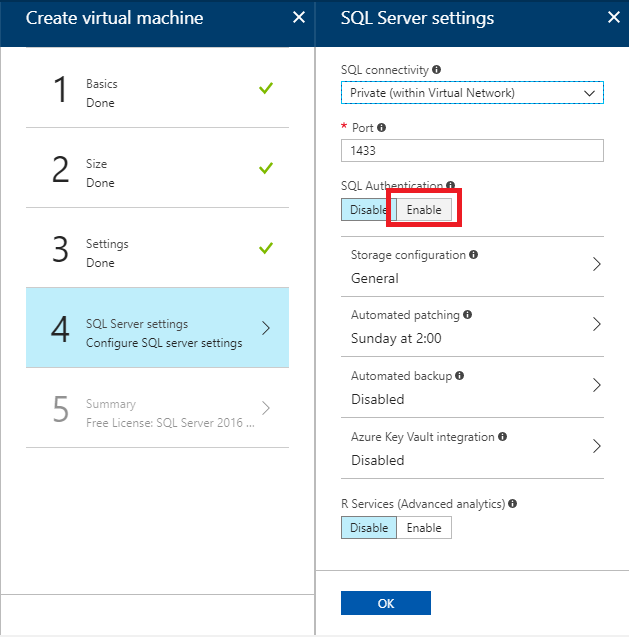 Create virtual machine
1
Basics
Done
2
Size
Done
3
Settings
Done
4
SQL Server settings
Configure SQL server settings
5
Summary
Free License: SQL Server 2016 ...
SQL Server settings
SQL connectivity
Private (within Virtual Network)
* Port
1433
SQL Authentication
Disable Enable
Storage configuration
General
Automated patching
Sunday at 2:00
Automated backup
Disabled
Azure Key Vault integration
Disabled
R Services (Advanced analytics)
Disable Enable
OK